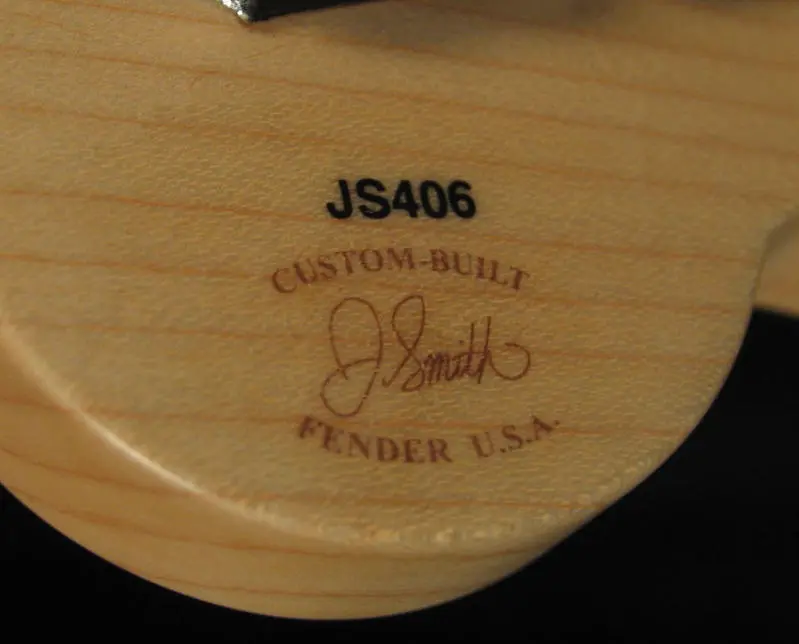 JS406
CUSTOM-BUILT
J Smith
FENDER U.S.A.